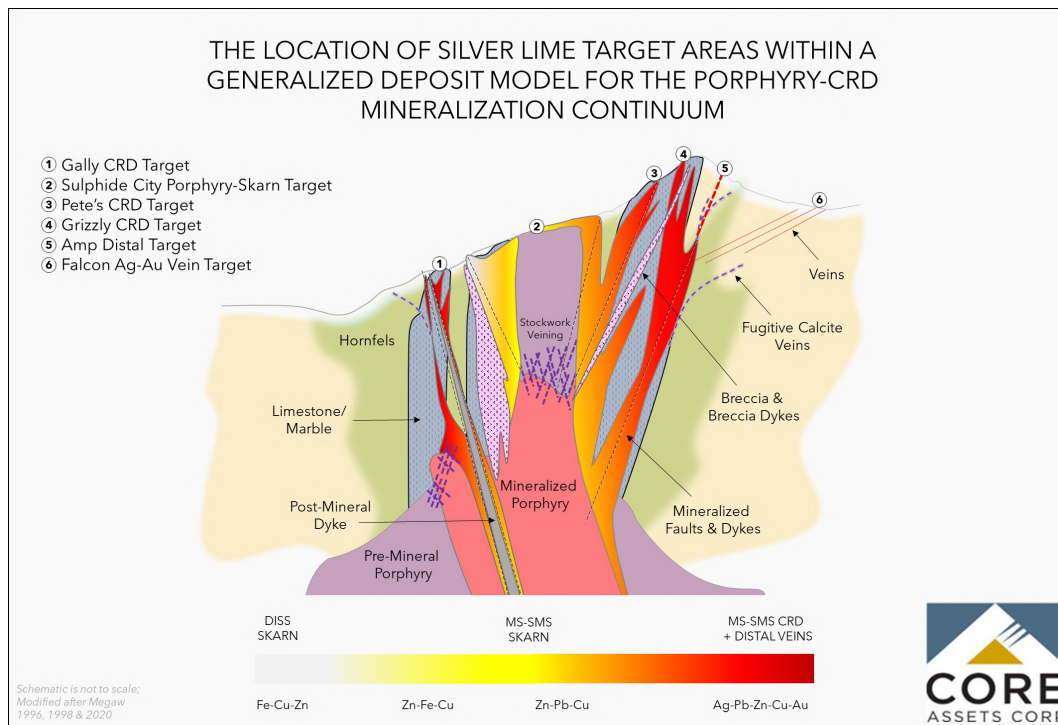 THE LOCATION OF SILVER LIME TARGET AREAS WITHIN A
GENERALIZED DEPOSIT MODEL FOR THE PORPHYRY-CRD
MINERALIZATION CONTINUUM
1 Gally CRD Target
2 Sulphide City Porphyry-Skarn Target
3 Pete's CRD Target
4 Grizzly CRD Target
5 Amp Distal Target
6 Falcon Ag-Au Vein Target
4
3
5
2
6
1
Veins
Stockwork
Veining
Hornfels
Fugitive Calcite
Veins
Limestone/
Marble
Breccia &
Breccia Dykes
Mineralized
Porphyry
Post-Mineral
Dyke
Mineralized
Faults & Dykes
Pre-Mineral
Porphyry
DISS
SKARN
MS-SMS
SKARN
MS-SMS CRD
+ DISTAL VEINS
Fe-Cu-Zn
Zn-Fe-Cu
Zn-Pb-Cu
Ag-Pb-Zn-Cu-Au
Schematic is not to scale;
Modified after Megaw
1996, 1998 & 2020
CORE
ASSETS CORP